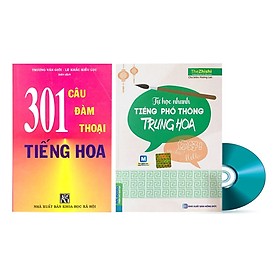 TRƯƠNG VĂN GIỚI - LÊ KHẮC KIỀU LỤC
301
CÂU
ĐÀM
THOẠI
TIẾNG HOA
NHÀ XUẤT BẢN KHOA HỌC XÃ HỘI
TheZhishi
Tự học nhanh
TIẾNG PHỔ THÔNG
TRUNG HOA